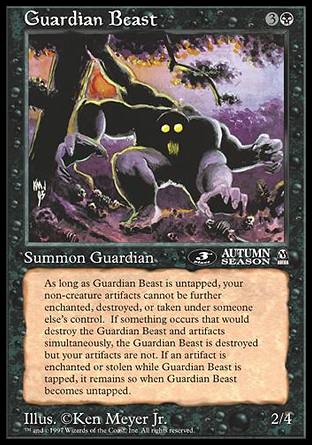 Guardian Beast 3
KMJ
93
Summon Guardian 3 AUTUMN
SEASON
As long as Guardian Beast is untapped, your
non-creature artifacts cannot be further
enchanted, destroyed, or taken under someone
else's control.  If something occurs that would
destroy the Guardian Beast and artifacts
simultaneously, the Guardian Beast is destroyed
but your artifacts are not. If an artifact is
enchanted or stolen while Guardian Beast is
tapped, it remains so when Guardian Beast
becomes untapped.
Illus. ©Ken Meyer Jr. 2/4
™ and © 1997 Wizards of the Coast, Inc. All rights reserved.